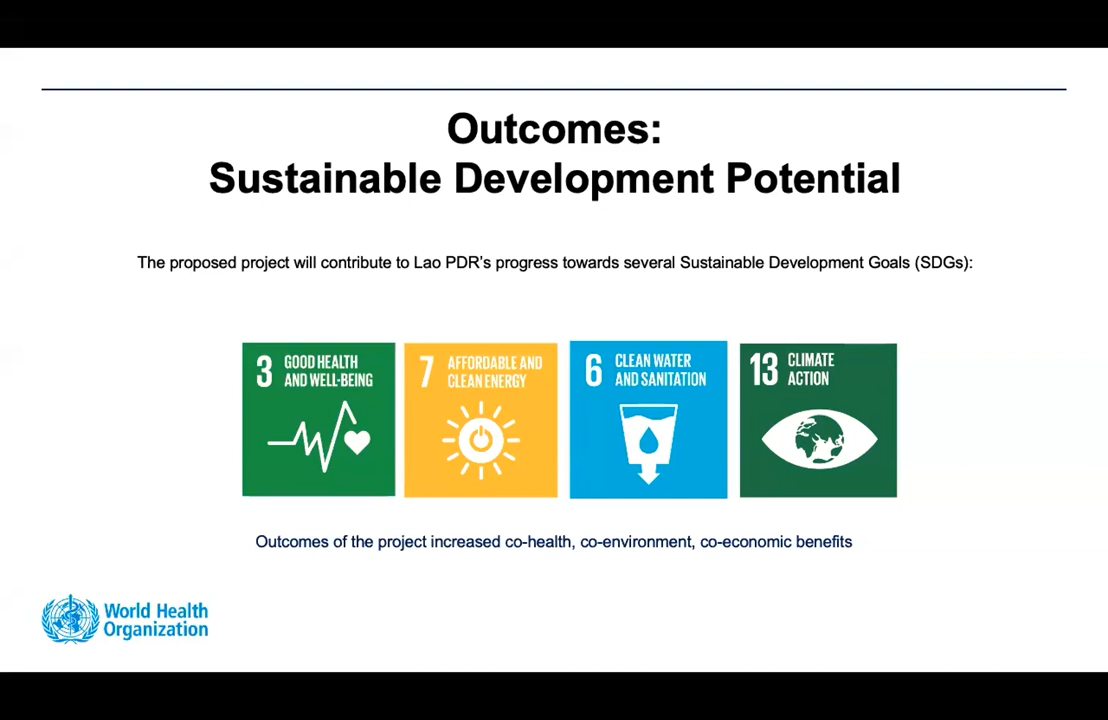 Outcomes:
Sustainable Development Potential
The proposed project will contribute to Lao PDR’s progress towards several Sustainable Development Goals (SDGs):
3 GOOD HEALTH
AND WELL-BEING
7 AFFORDABLE AND
CLEAN ENERGY
6 CLEAN WATER
AND SANITATION
13 CLIMATE
ACTION
Outcomes of the project increased co-health, co-environment, co-economic benefits
World Health
Organization